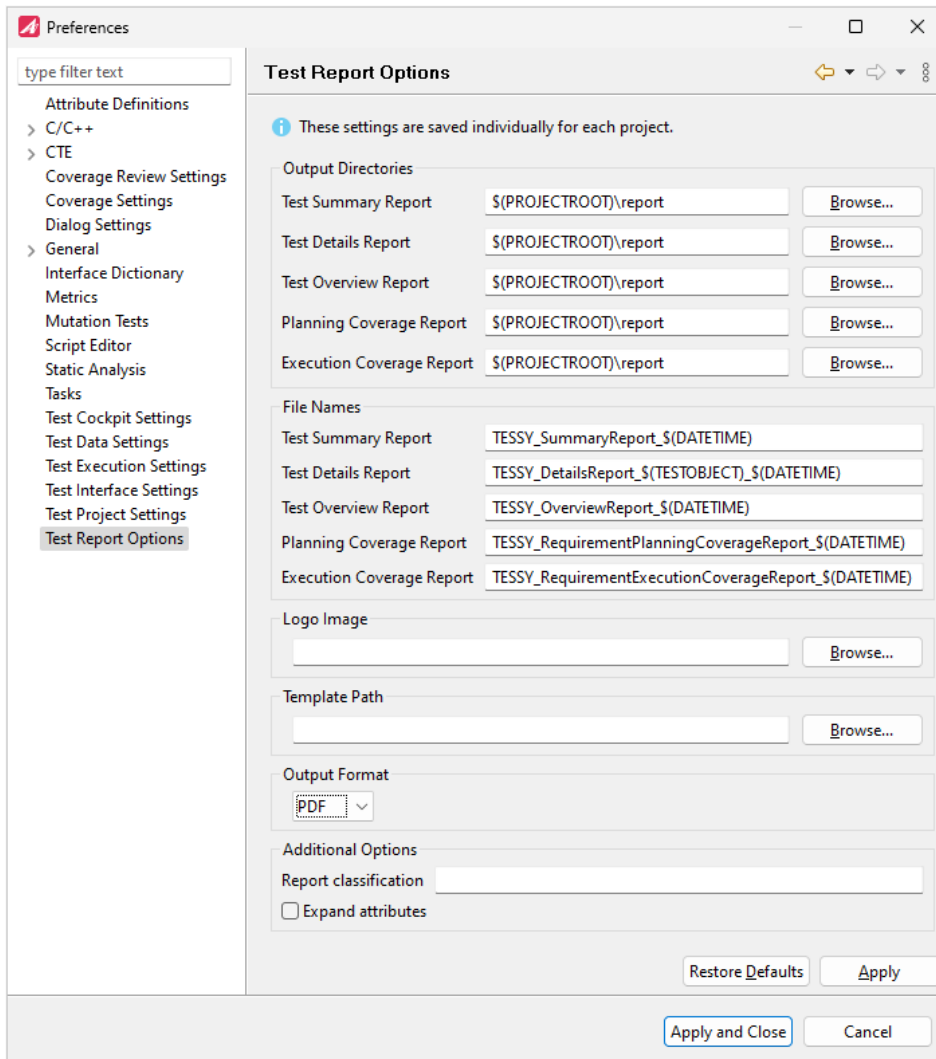 Preferences
type filter text
Attribute Definitions
C/C++
CTE
Coverage Review Settings
Coverage Settings
Dialog Settings
General
Interface Dictionary
Metrics
Mutation Tests
Script Editor
Static Analysis
Tasks
Test Cockpit Settings
Test Data Settings
Test Execution Settings
Test Interface Settings
Test Project Settings
Test Report Options
Test Report Options
These settings are saved individually for each project.
Output Directories
Test Summary Report $(PROJECTROOT)\report Browse...
Test Details Report $(PROJECTROOT)\report Browse...
Test Overview Report $(PROJECTROOT)\report Browse...
Planning Coverage Report $(PROJECTROOT)\report Browse...
Execution Coverage Report $(PROJECTROOT)\report Browse...
File Names
Test Summary Report TESSY_SummaryReport_$(DATETIME)
Test Details Report TESSY_DetailsReport_$(TESTOBJECT)_$(DATETIME)
Test Overview Report TESSY_OverviewReport_$(DATETIME)
Planning Coverage Report TESSY_RequirementPlanningCoverageReport_$(DATETIME)
Execution Coverage Report TESSY_RequirementExecutionCoverageReport_$(DATETIME)
Logo Image
Browse...
Template Path
Browse...
Output Format
PDF
Additional Options
Report classification
Expand attributes
Restore Defaults Apply
Apply and Close Cancel